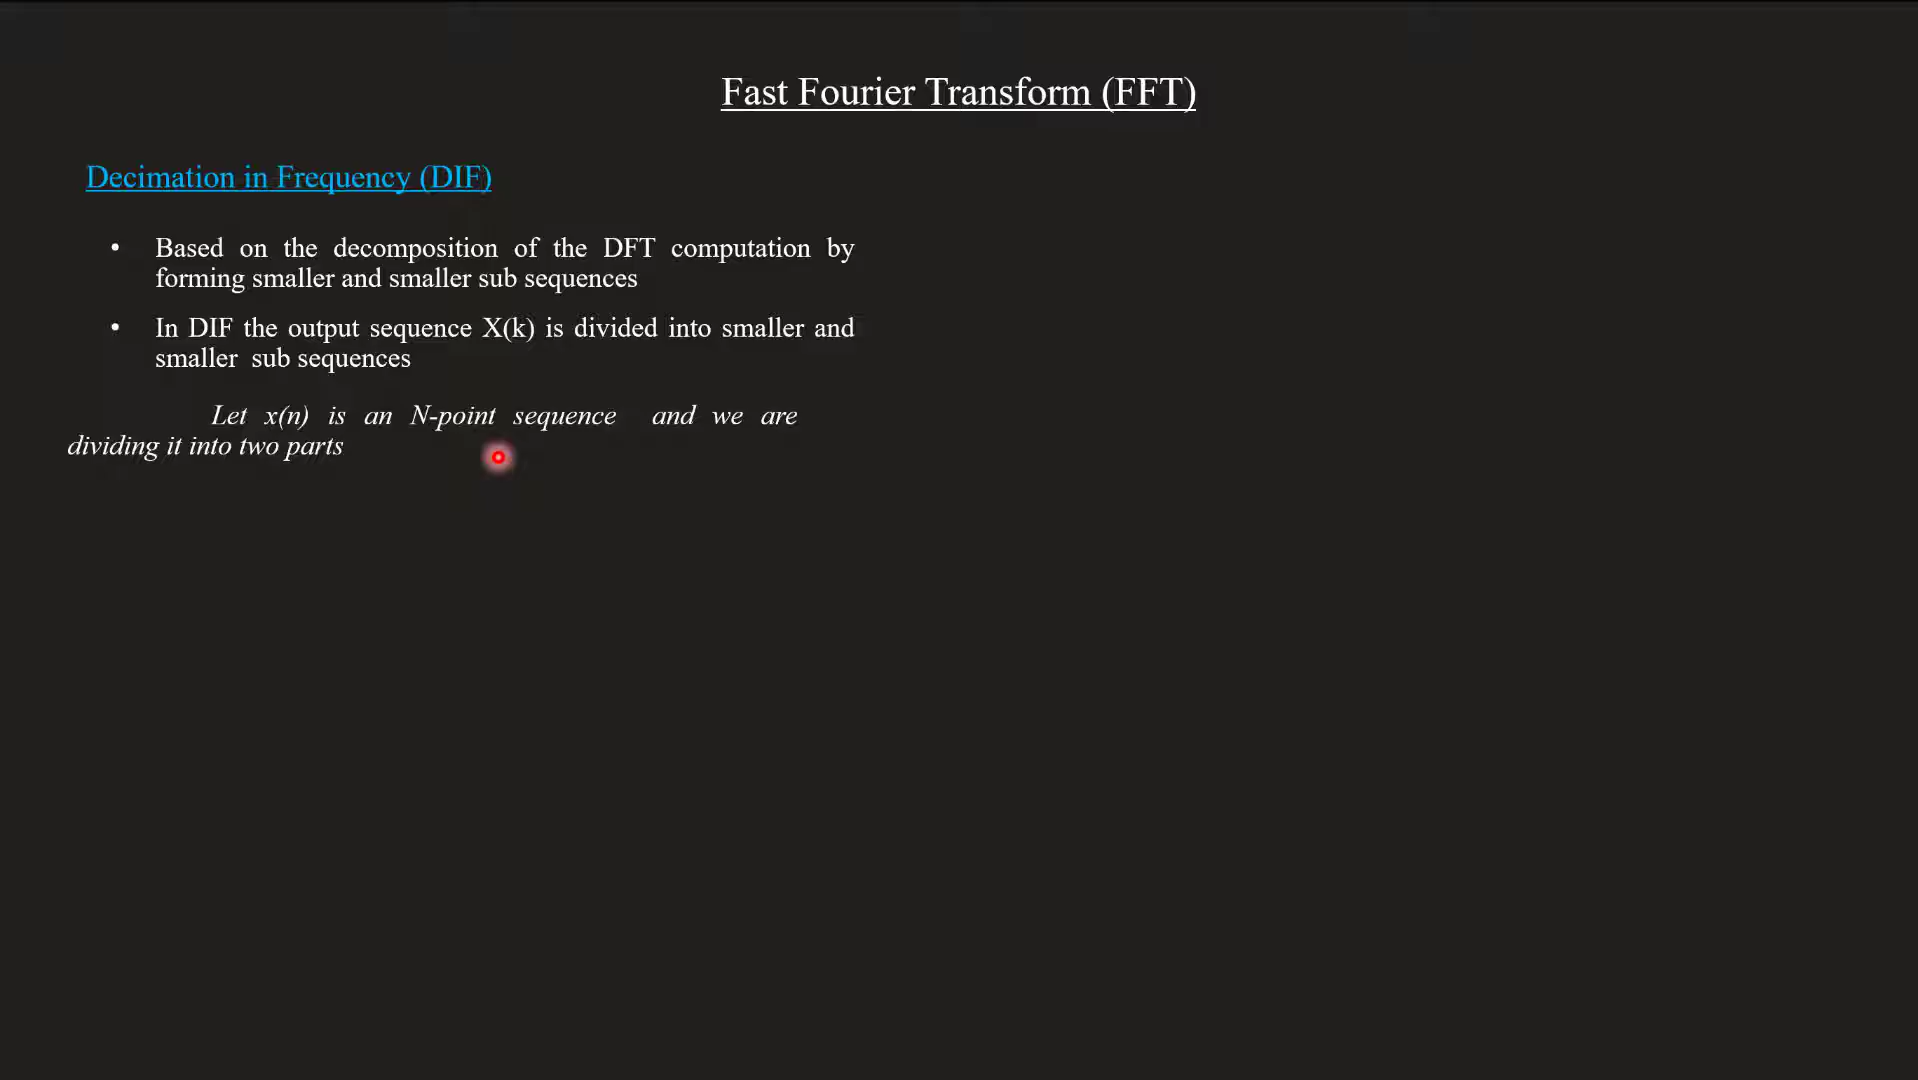 Fast Fourier Transform (FFT)
Decimation in Frequency (DIF)
• Based on the decomposition of the DFT computation by
forming smaller and smaller sub sequences
• In DIF the output sequence X(k) is divided into smaller and
smaller sub sequences
Let x(n) is an N-point sequence and we are
dividing it into two parts